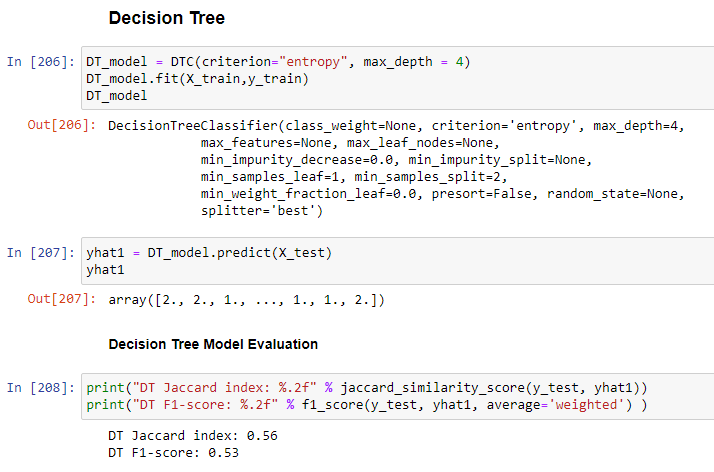 Decision Tree
In [206]: DT_model = DTC(criterion="entropy", max_depth = 4)
DT_model.fit(X_train,y_train)
DT_model
Out[206]: DecisionTreeClassifier(class_weight=None, criterion='entropy', max_depth=4,
max_features=None, max_leaf_nodes=None,
min_impurity_decrease=0.0, min_impurity_split=None,
min_samples_leaf=1, min_samples_split=2,
min_weight_fraction_leaf=0.0, presort=False, random_state=None,
splitter='best')
In [207]: yhat1 = DT_model.predict(X_test)
yhat1
Out[207]: array([2., 2., 1., ..., 1., 1., 2.])
Decision Tree Model Evaluation
In [208]: print("DT Jaccard index: %.2f" % jaccard_similarity_score(y_test, yhat1))
print("DT F1-score: %.2f" % f1_score(y_test, yhat1, average='weighted') )
DT Jaccard index: 0.56
DT F1-score: 0.53